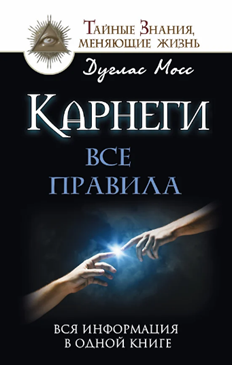 Тайные Знания,
меняющие жизнь
Дуглас Мосс
Карнеги
ВСЕ
ПРАВИЛА
ВСЯ ИНФОРМАЦИЯ
В ОДНОЙ КНИГЕ